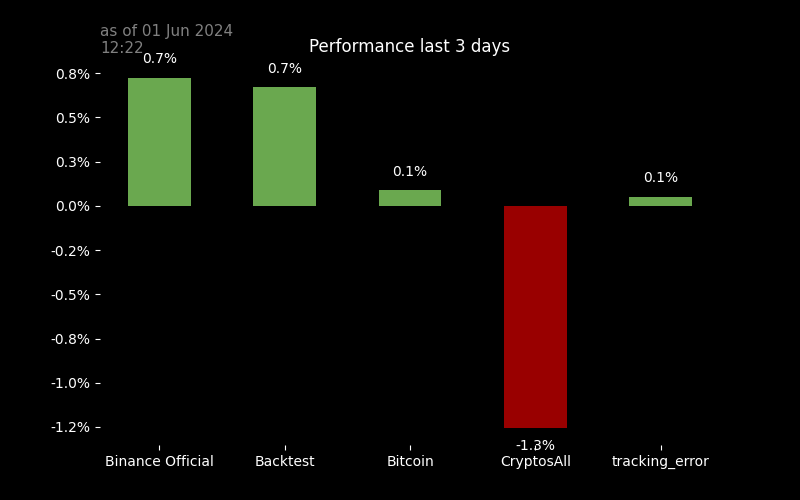 as of 01 Jun 2024
12:22
Performance last 3 days
0.7%
0.7%
0.1%
-1.3%
0.1%
0.8%
0.5%
0.3%
0.0%
-0.2%
-0.5%
-0.8%
-1.0%
-1.2%
Binance Official
Backtest
Bitcoin
CryptosAll
tracking_error